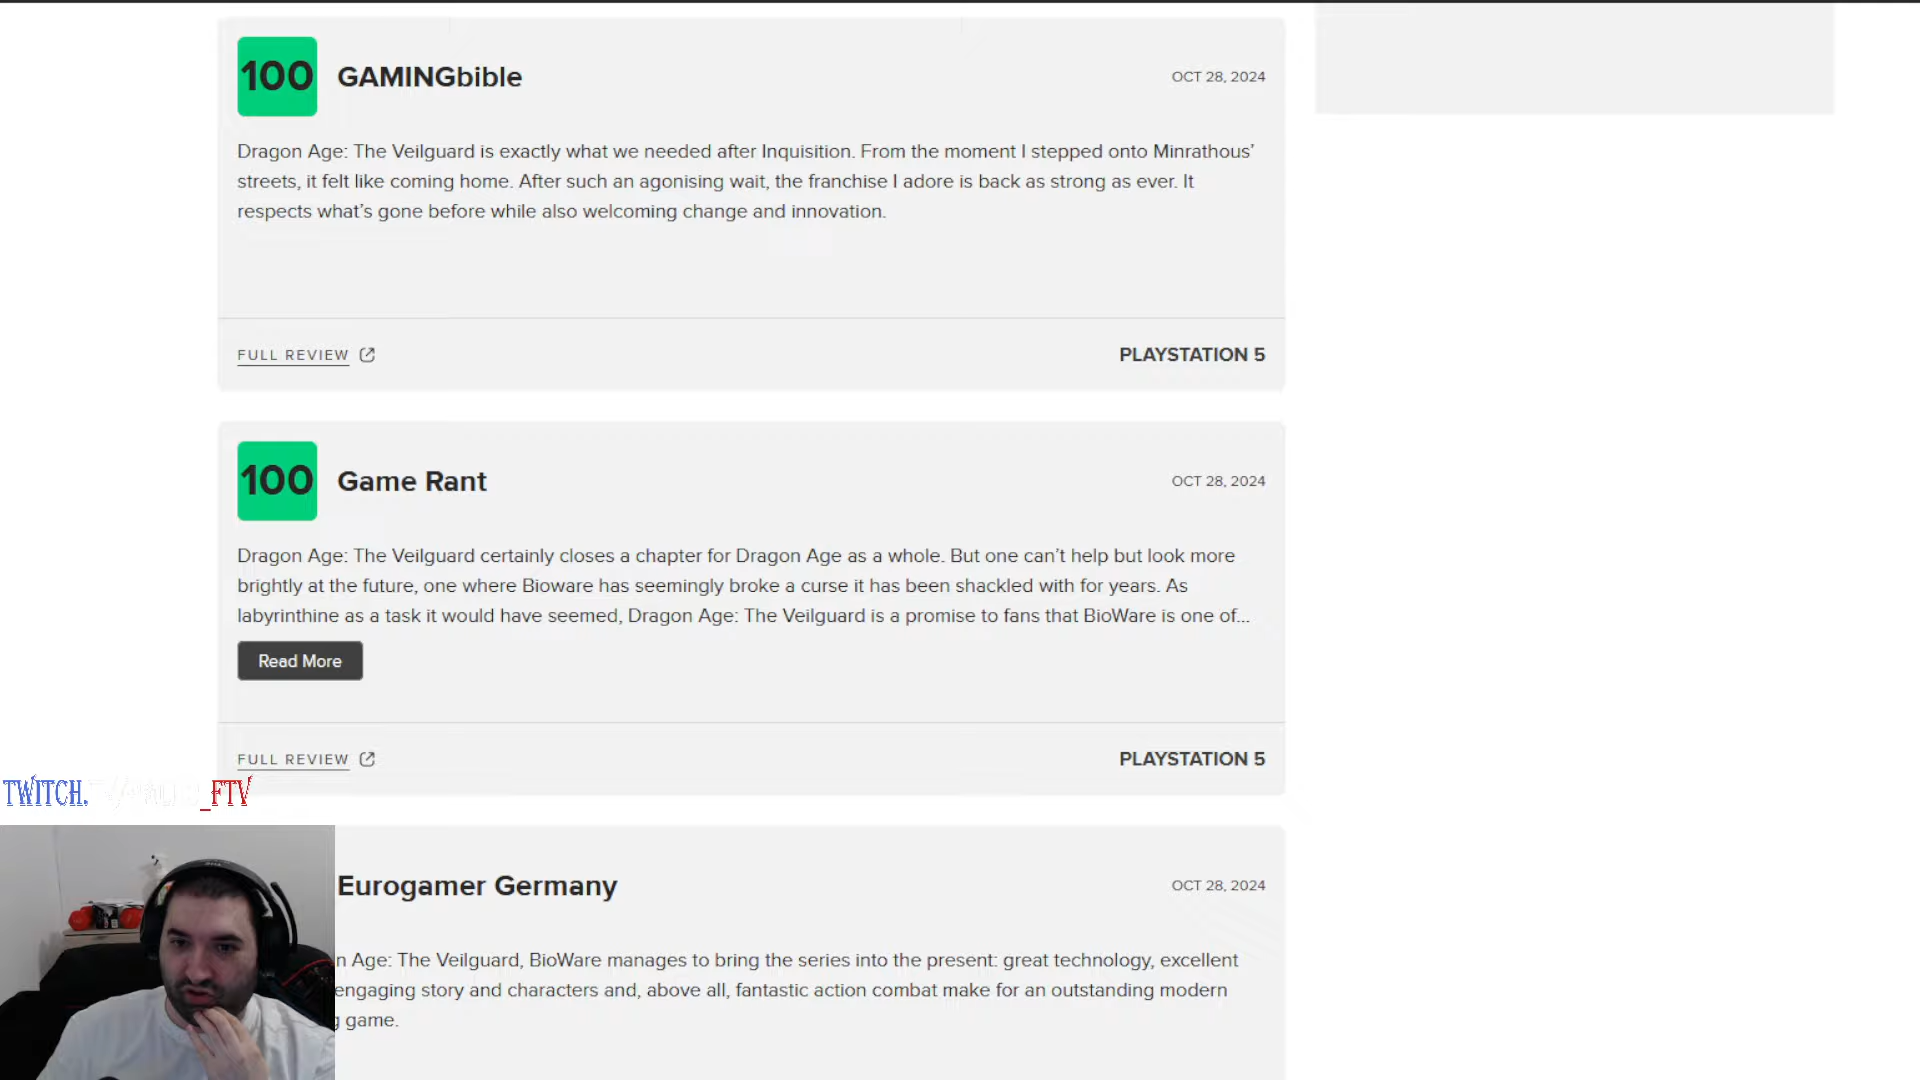 100 GAMINGbible OCT 28, 2024
Dragon Age: The Veilguard is exactly what we needed after Inquisition. From the moment I stepped onto Minrathous’
streets, it felt like coming home. After such an agonising wait, the franchise I adore is back as strong as ever. It
respects what’s gone before while also welcoming change and innovation.
FULL REVIEW PLAYSTATION 5
100 Game Rant OCT 28, 2024
Dragon Age: The Veilguard certainly closes a chapter for Dragon Age as a whole. But one can’t help but look more
brightly at the future, one where Bioware has seemingly broke a curse it has been shackled with for years. As
labyrinthine as a task it would have seemed, Dragon Age: The Veilguard is a promise to fans that BioWare is one of...
Read More
FULL REVIEW PLAYSTATION 5
TWITCH. _FTV
Eurogamer Germany OCT 28, 2024
n Age: The Veilguard, BioWare manages to bring the series into the present: great technology, excellent
engaging story and characters and, above all, fantastic action combat make for an outstanding modern
g game.